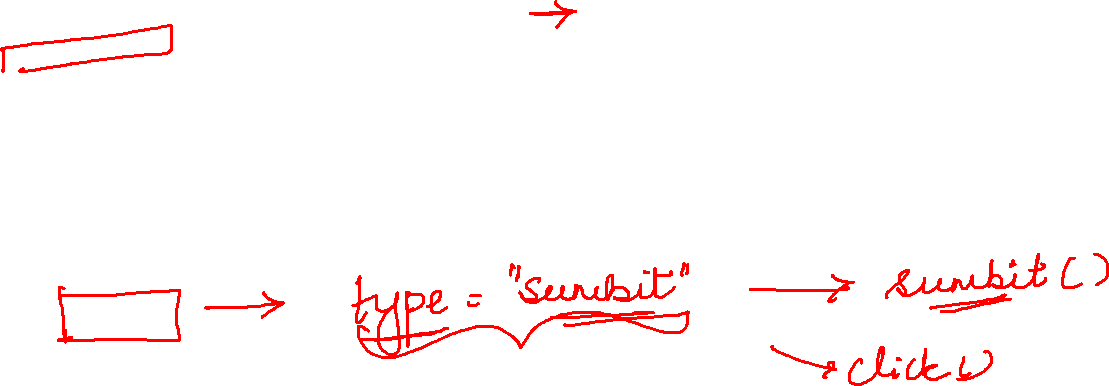 →
→ type = "sumbit" → sumbit()
→ click()